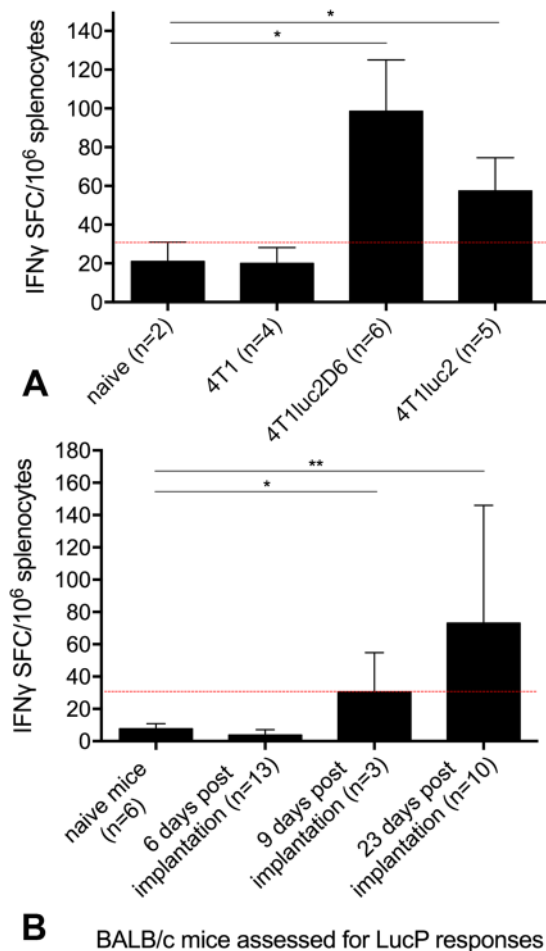 140
120
100
80
60
40
20
0
IFNγ SFC/10⁶ splenocytes
*
*
naive (n=2)
4T1 (n=4)
4T1luc2D6 (n=6)
4T1luc2 (n=5)
A
180
160
140
120
100
80
60
40
20
0
IFNγ SFC/10⁶ splenocytes
**
*
naive mice
(n=6)
6 days post
implantation (n=13)
9 days post
implantation (n=3)
23 days post
implantation (n=10)
B BALB/c mice assessed for LucP responses